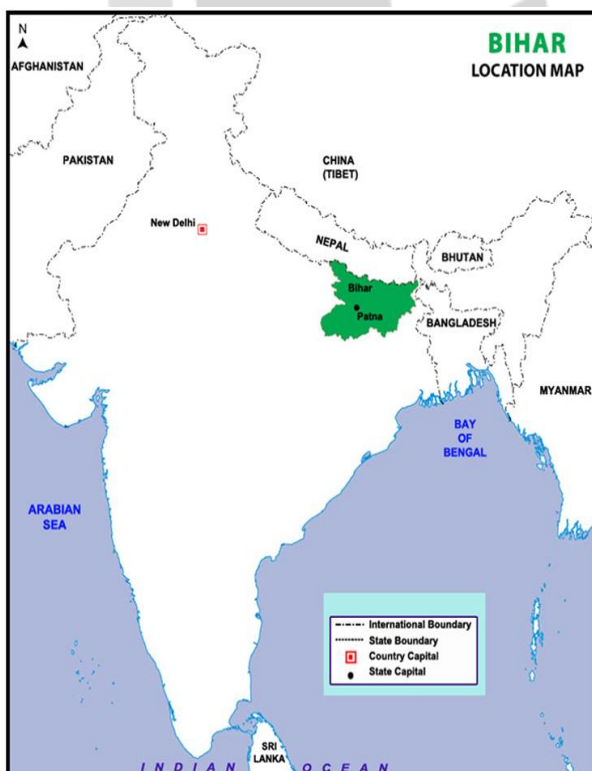 N
BIHAR
LOCATION MAP
AFGHANISTAN
PAKISTAN
CHINA
(TIBET)
New Delhi
NEPAL
BHUTAN
Bihar
Patna
BANGLADESH
MYANMAR
BAY
OF
BENGAL
ARABIAN
SEA
International Boundary
State Boundary
Country Capital
State Capital
SRI
LANKA
INDIAN OCEAN